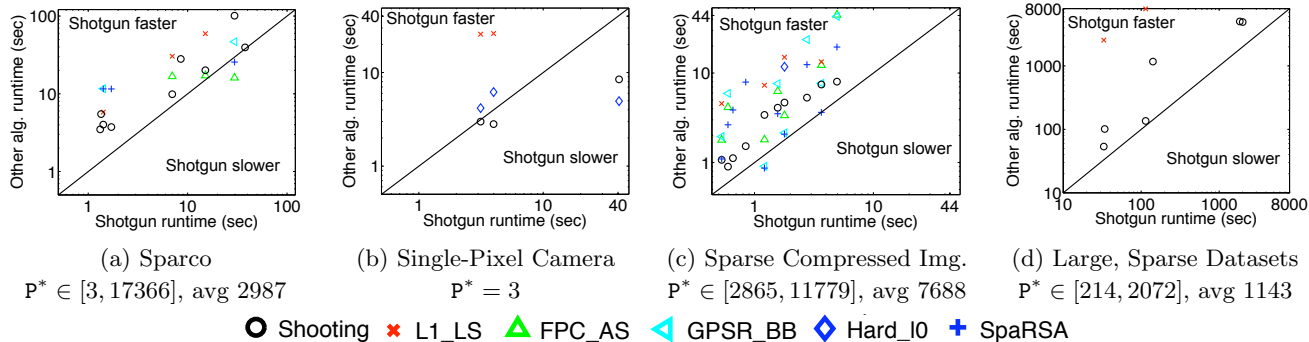 Other alg. runtime (sec)
100
10
1
Shotgun faster
Shotgun slower
1 10 100
Shotgun runtime (sec)
(a) Sparco
P* ∈ [3, 17366], avg 2987
40
10
1
Shotgun faster
Shotgun slower
1 10 40
Shotgun runtime (sec)
(b) Single-Pixel Camera
P* = 3
Other alg. runtime (sec)
44
10
1
Shotgun faster
Shotgun slower
1 10 44
Shotgun runtime (sec)
(c) Sparse Compressed Img.
P* ∈ [2865, 11779], avg 7688
Other alg. runtime (sec)
8000
1000
100
10
Shotgun faster
Shotgun slower
10 100 1000 8000
Shotgun runtime (sec)
(d) Large, Sparse Datasets
P* ∈ [214, 2072], avg 1143
Shooting L1_LS FPC_AS GPSR_BB Hard_l0 SpaRSA